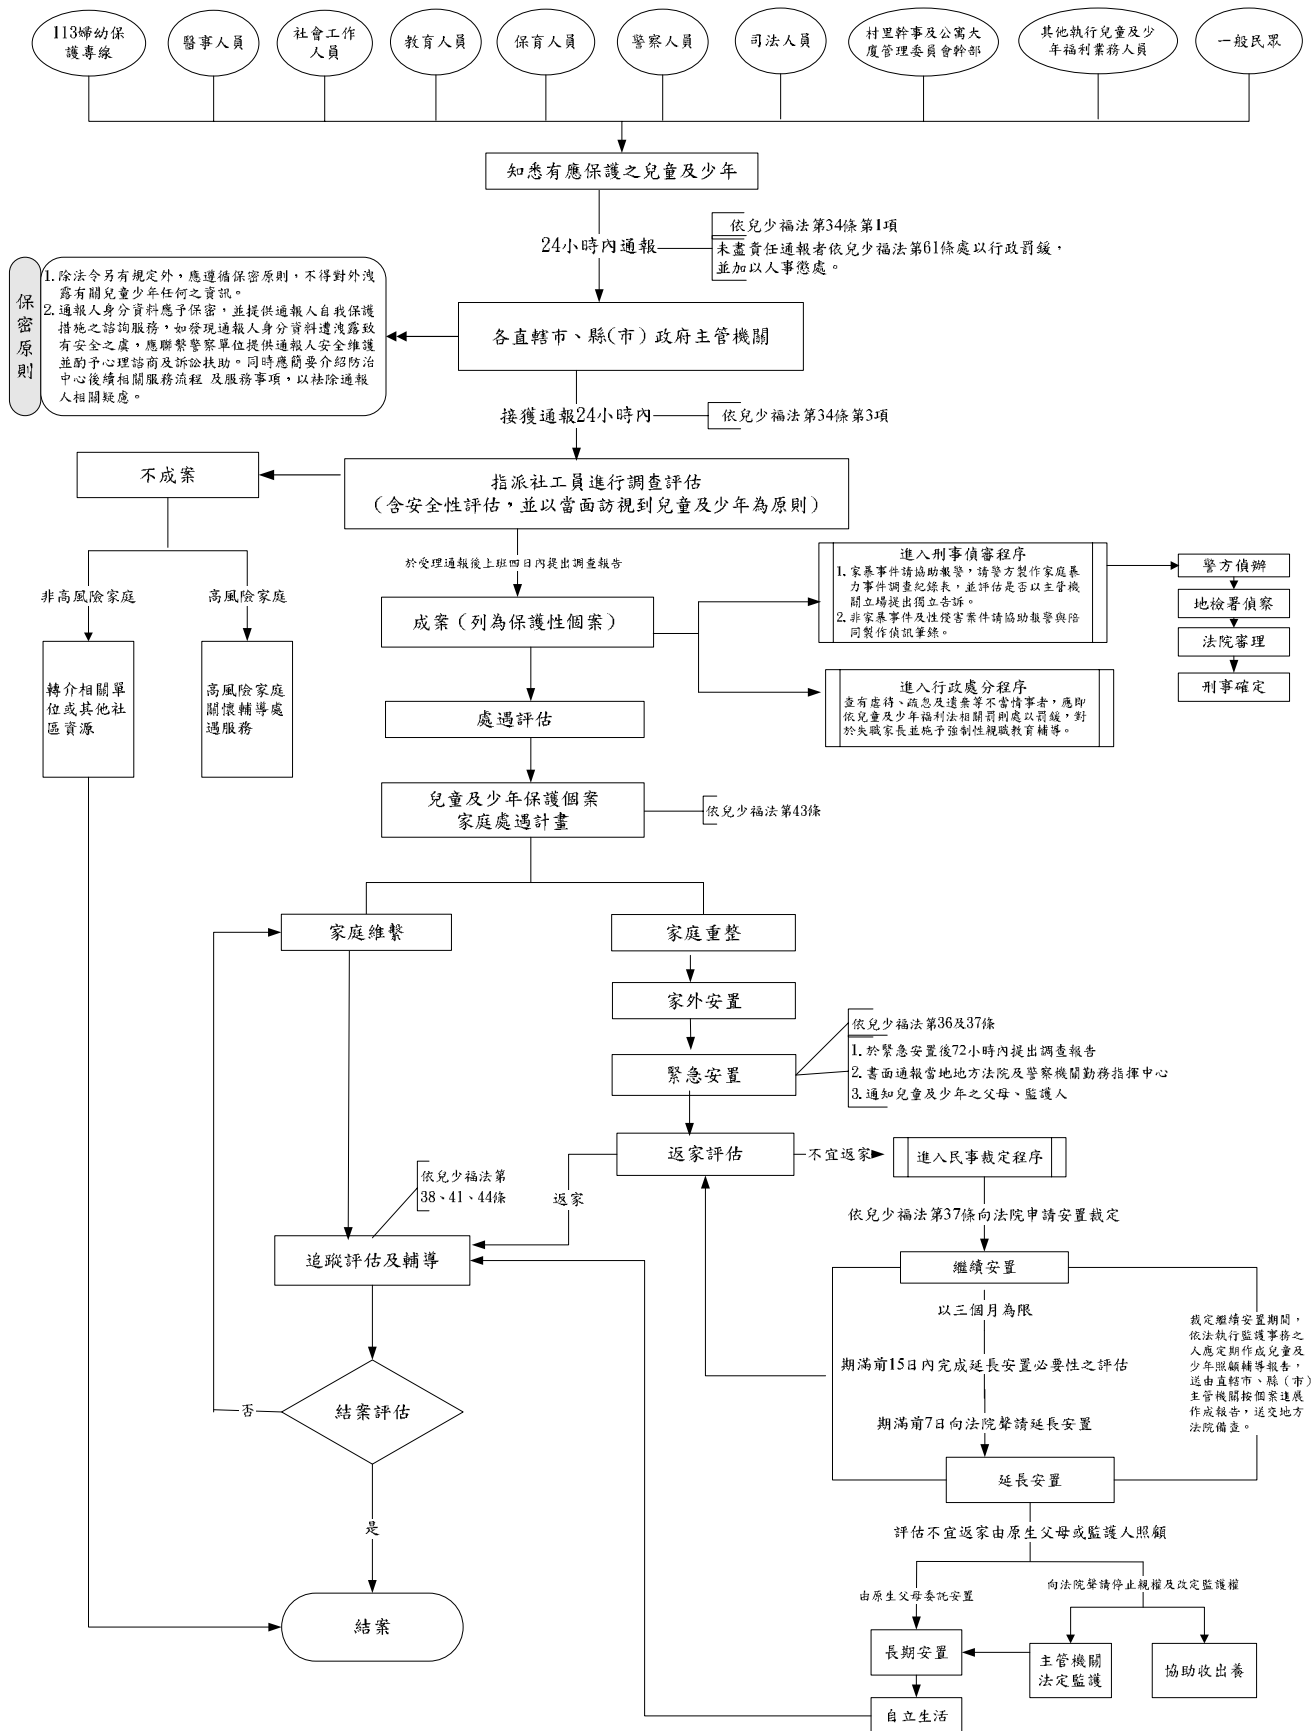 113婦幼保
護專線
醫事人員
社會工作
人員
教育人員
保育人員
警察人員
司法人員
村里幹事及公寓大
廈管理委員會幹部
其他執行兒童及少
年福利業務人員
一般民眾
知悉有應保護之兒童及少年
24小時內通報
依兒少福法第34條第1項
未盡責任通報者依兒少福法第61條處以行政罰鍰，
並加以人事懲處。
保密原則
1. 除法令另有規定外，應遵循保密原則，不得對外洩
露有關兒童少年任何之資訊。
2. 通報人身分資料應予保密，並提供通報人自我保護
措施之諮詢服務，如發現通報人身分資料遭洩露致
有安全之虞，應聯繫警察單位提供通報人安全維護
並酌予心理諮商及訴訟扶助。同時應簡要介紹防治
中心後續相關服務流程 及服務事項，以袪除通報
人相關疑慮。
各直轄市、縣(市) 政府主管機關
接獲通報24小時內
依兒少福法第34條第3項
不成案
指派社工員進行調查評估
（含安全性評估，並以當面訪視到兒童及少年為原則）
於受理通報後上班四日內提出調查報告
非高風險家庭
高風險家庭
成案（列為保護性個案）
進入刑事偵審程序
1. 家暴事件請協助報警，請警方製作家庭暴
力事件調查紀錄表，並評估是否以主管機
關立場提出獨立告訴。
2. 非家暴事件及性侵害案件請協助報警與陪
同製作偵訊筆錄。
警方偵辦
地檢署偵察
法院審理
刑事確定
轉介相關單
位或其他社
區資源
高風險家庭
關懷輔導處
遇服務
進入行政處分程序
查有虐待、疏忽及遺棄等不當情事者，應即
依兒童及少年福利法相關罰則處以罰鍰，對
於失職家長並施予強制性親職教育輔導。
處遇評估
兒童及少年保護個案
家庭處遇計畫
依兒少福法第43條
家庭維繫
家庭重整
家外安置
緊急安置
依兒少福法第36及37條
1. 於緊急安置後72小時內提出調查報告
2. 書面通報當地地方法院及警察機關勤務指揮中心
3. 通知兒童及少年之父母、監護人
返家評估
不宜返家
進入民事裁定程序
返家
依兒少福法第
38、41、44條
依兒少福法第37條向法院申請安置裁定
追蹤評估及輔導
繼續安置
以三個月為限
期滿前15日內完成延長安置必要性之評估
期滿前7日向法院聲請延長安置
裁定繼續安置期間，
依法執行監護事務之
人應定期作成兒童及
少年照顧輔導報告，
送由直轄市、縣（市）
主管機關按個案進展
作成報告，送交地方
法院備查。
否
結案評估
延長安置
是
評估不宜返家由原生父母或監護人照顧
由原生父母委託安置
向法院聲請停止親權及改定監護權
結案
長期安置
主管機關
法定監護
協助收出養
自立生活